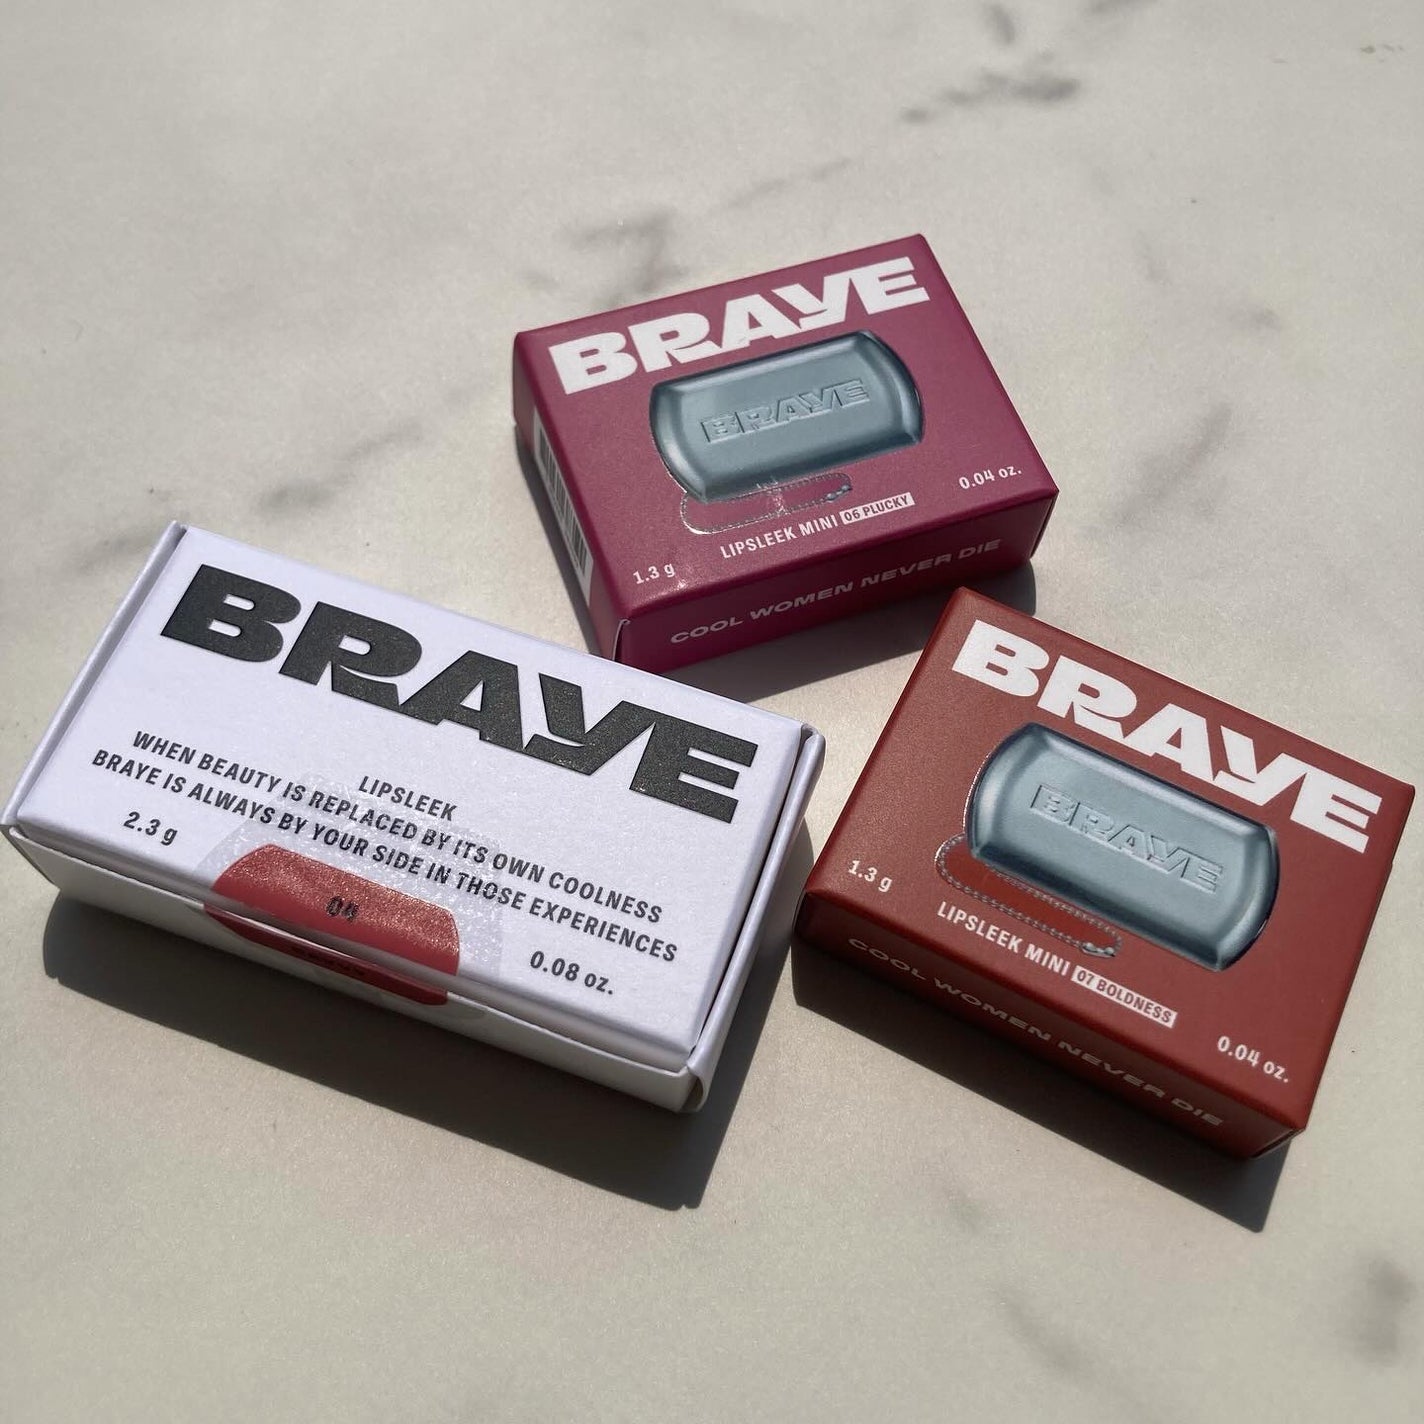 BRAYE
BRAYE
LIPSLEEK MINI 06 PLUCKY
1.3 g
0.04 oz.
COOL WOMEN NEVER DIE
BRAYE
LIPSLEEK
WHEN BEAUTY IS REPLACED BY ITS OWN COOLNESS
BRAYE IS ALWAYS BY YOUR SIDE IN THOSE EXPERIENCES
2.3 g
0.08 oz.
04
BRAYE
BRAYE
1.3 g
LIPSLEEK MINI 07 BOLDNESS
0.04 oz.
COOL WOMEN NEVER DIE